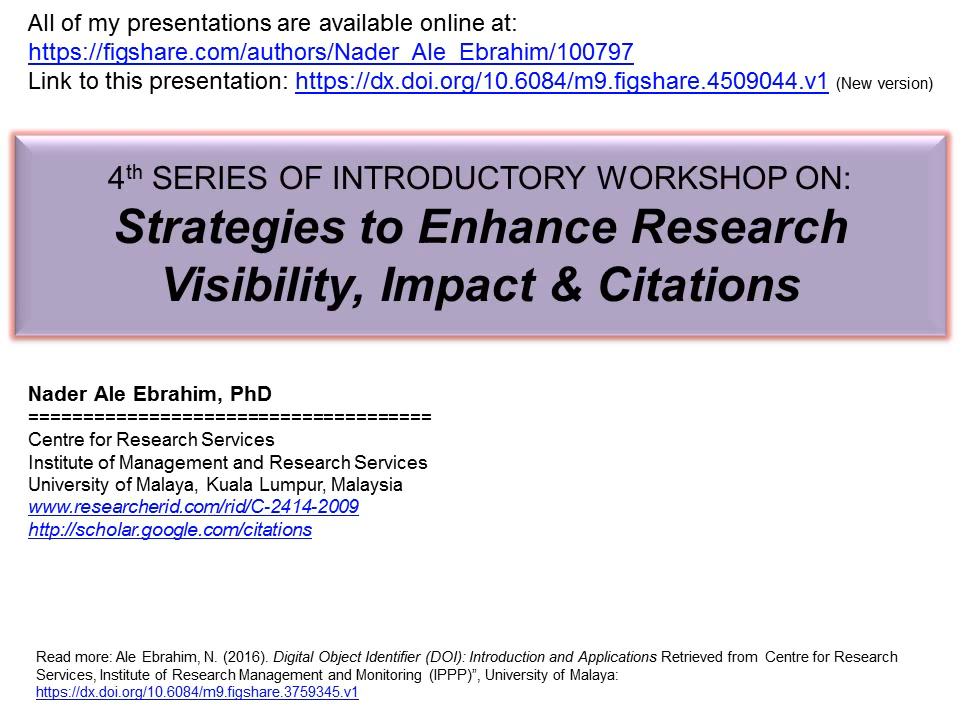 All of my presentations are available online at:
https://figshare.com/authors/Nader_Ale_Ebrahim/100797
Link to this presentation: https://dx.doi.org/10.6084/m9.figshare.4509044.v1 (New version)
4th SERIES OF INTRODUCTORY WORKSHOP ON:
Strategies to Enhance Research
Visibility, Impact & Citations
Nader Ale Ebrahim, PhD
=====================================
Centre for Research Services
Institute of Management and Research Services
University of Malaya, Kuala Lumpur, Malaysia
www.researcherid.com/rid/C-2414-2009
http://scholar.google.com/citations
Read more: Ale Ebrahim, N. (2016). Digital Object Identifier (DOI): Introduction and Applications Retrieved from Centre for Research
Services, Institute of Research Management and Monitoring (IPPP)”, University of Malaya:
https://dx.doi.org/10.6084/m9.figshare.3759345.v1